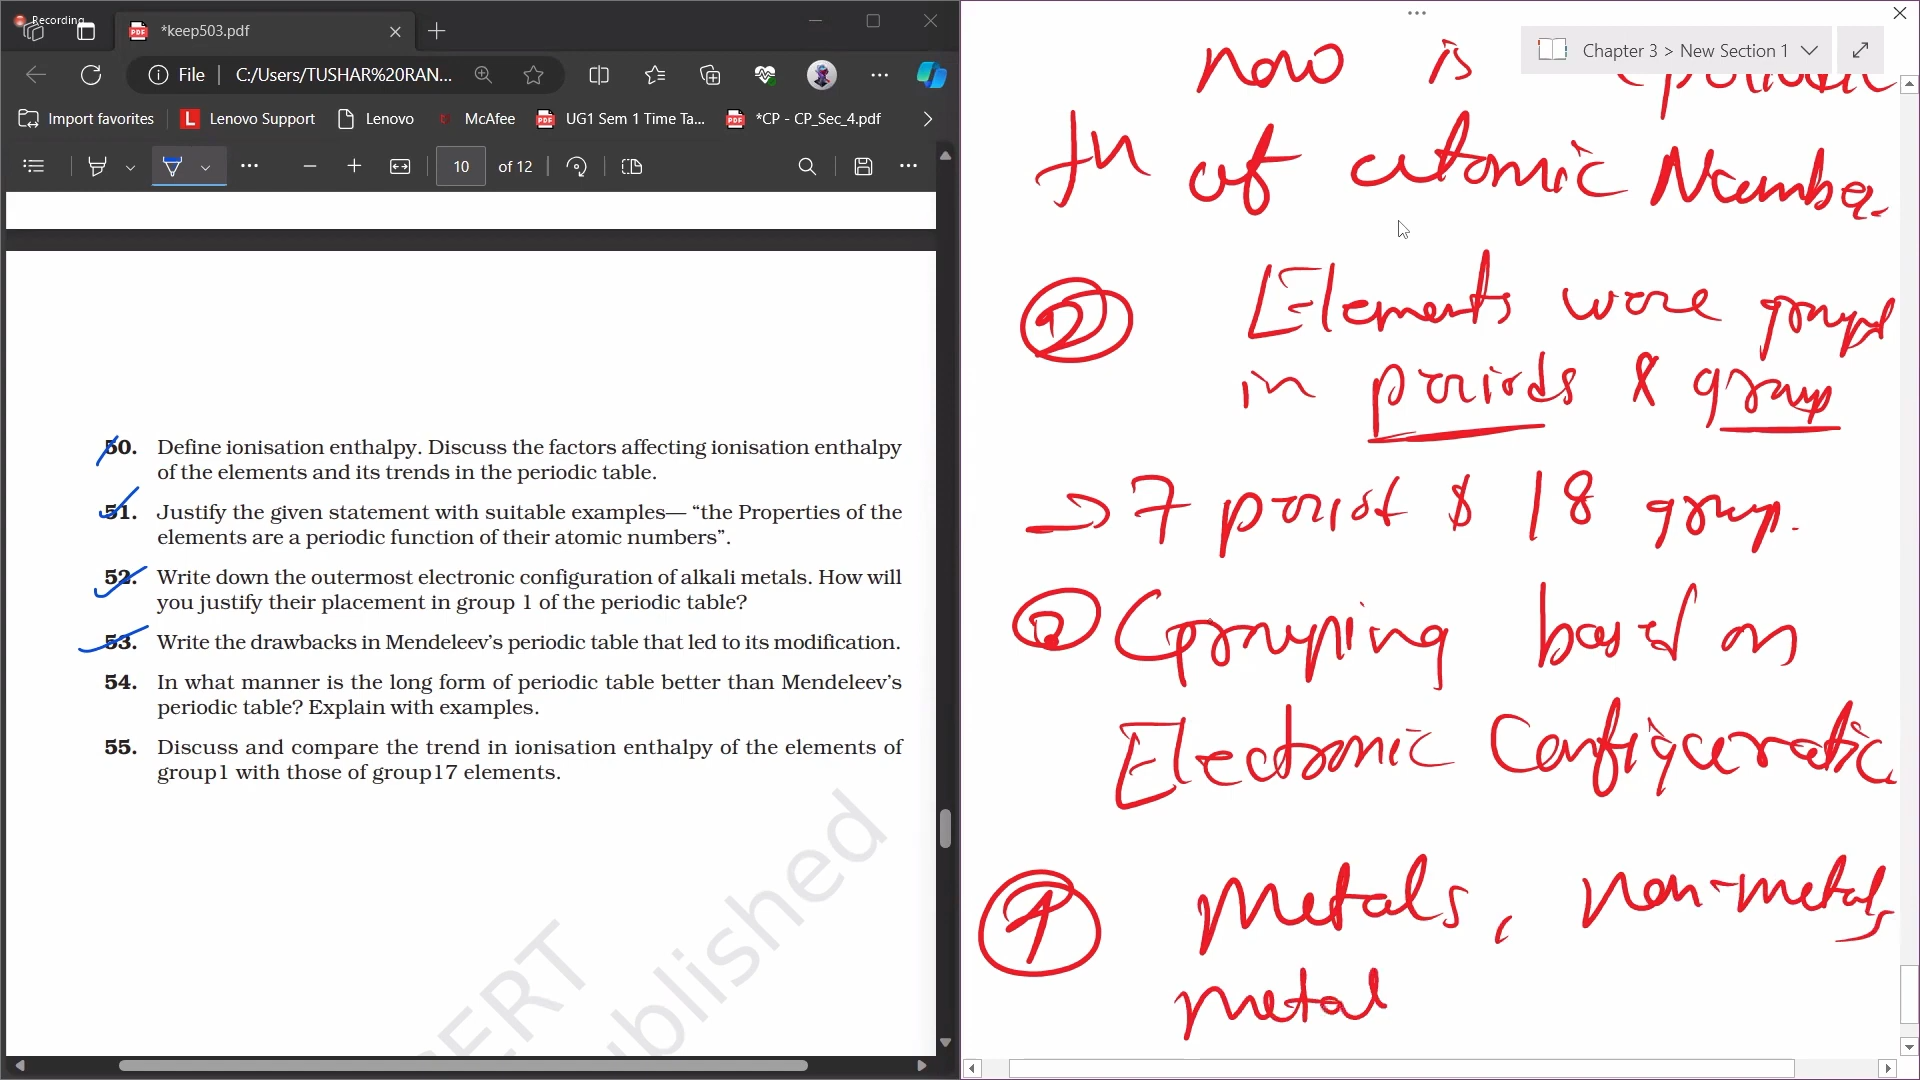 Recording
*keep503.pdf
File
C:/Users/TUSHAR%20RAN...
Import favorites
Lenovo Support
Lenovo
McAfee
UG1 Sem 1 Time Ta...
*CP - CP_Sec_4.pdf
10 of 12
50. Define ionisation enthalpy. Discuss the factors affecting ionisation enthalpy
of the elements and its trends in the periodic table.
51. Justify the given statement with suitable examples— “the Properties of the
elements are a periodic function of their atomic numbers”.
52. Write down the outermost electronic configuration of alkali metals. How will
you justify their placement in group 1 of the periodic table?
53. Write the drawbacks in Mendeleev’s periodic table that led to its modification.
54. In what manner is the long form of periodic table better than Mendeleev’s
periodic table? Explain with examples.
55. Discuss and compare the trend in ionisation enthalpy of the elements of
group1 with those of group17 elements.
blished
Chapter 3 > New Section 1
now is
fn of atomic Number
Elements were
in periods & group
→ 7 period $ 18 group.
Grouping based on
Electronic
Metals, non-metals
metal